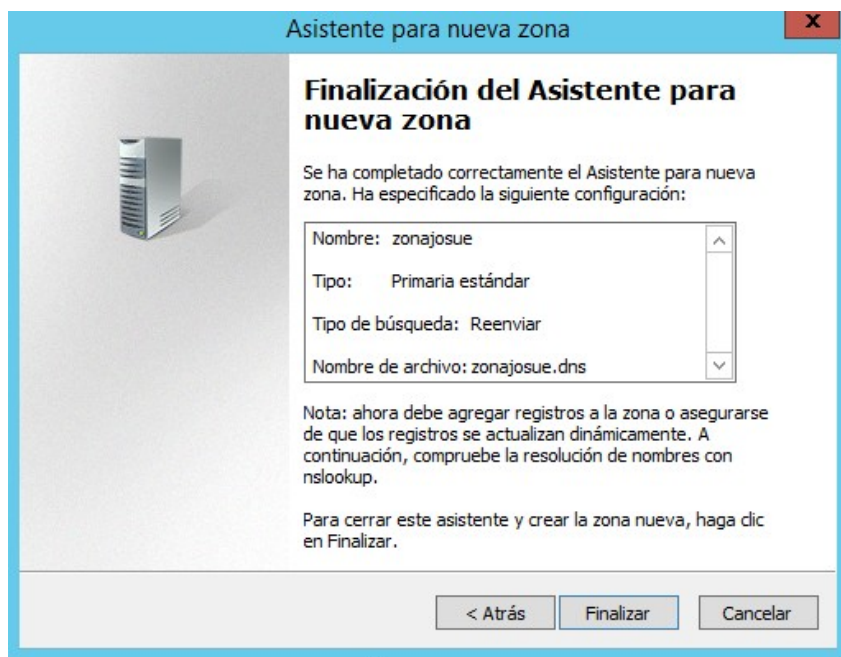 Asistente para nueva zona
X
Finalización del Asistente para
nueva zona
Se ha completado correctamente el Asistente para nueva
zona. Ha especificado la siguiente configuración:
Nombre: zonajosue
Tipo: Primaria estándar
Tipo de búsqueda: Reenviar
Nombre de archivo: zonajosue.dns
Nota: ahora debe agregar registros a la zona o asegurarse
de que los registros se actualizan dinámicamente. A
continuación, compruebe la resolución de nombres con
nslookup.
Para cerrar este asistente y crear la zona nueva, haga clic
en Finalizar.
< Atrás Finalizar Cancelar